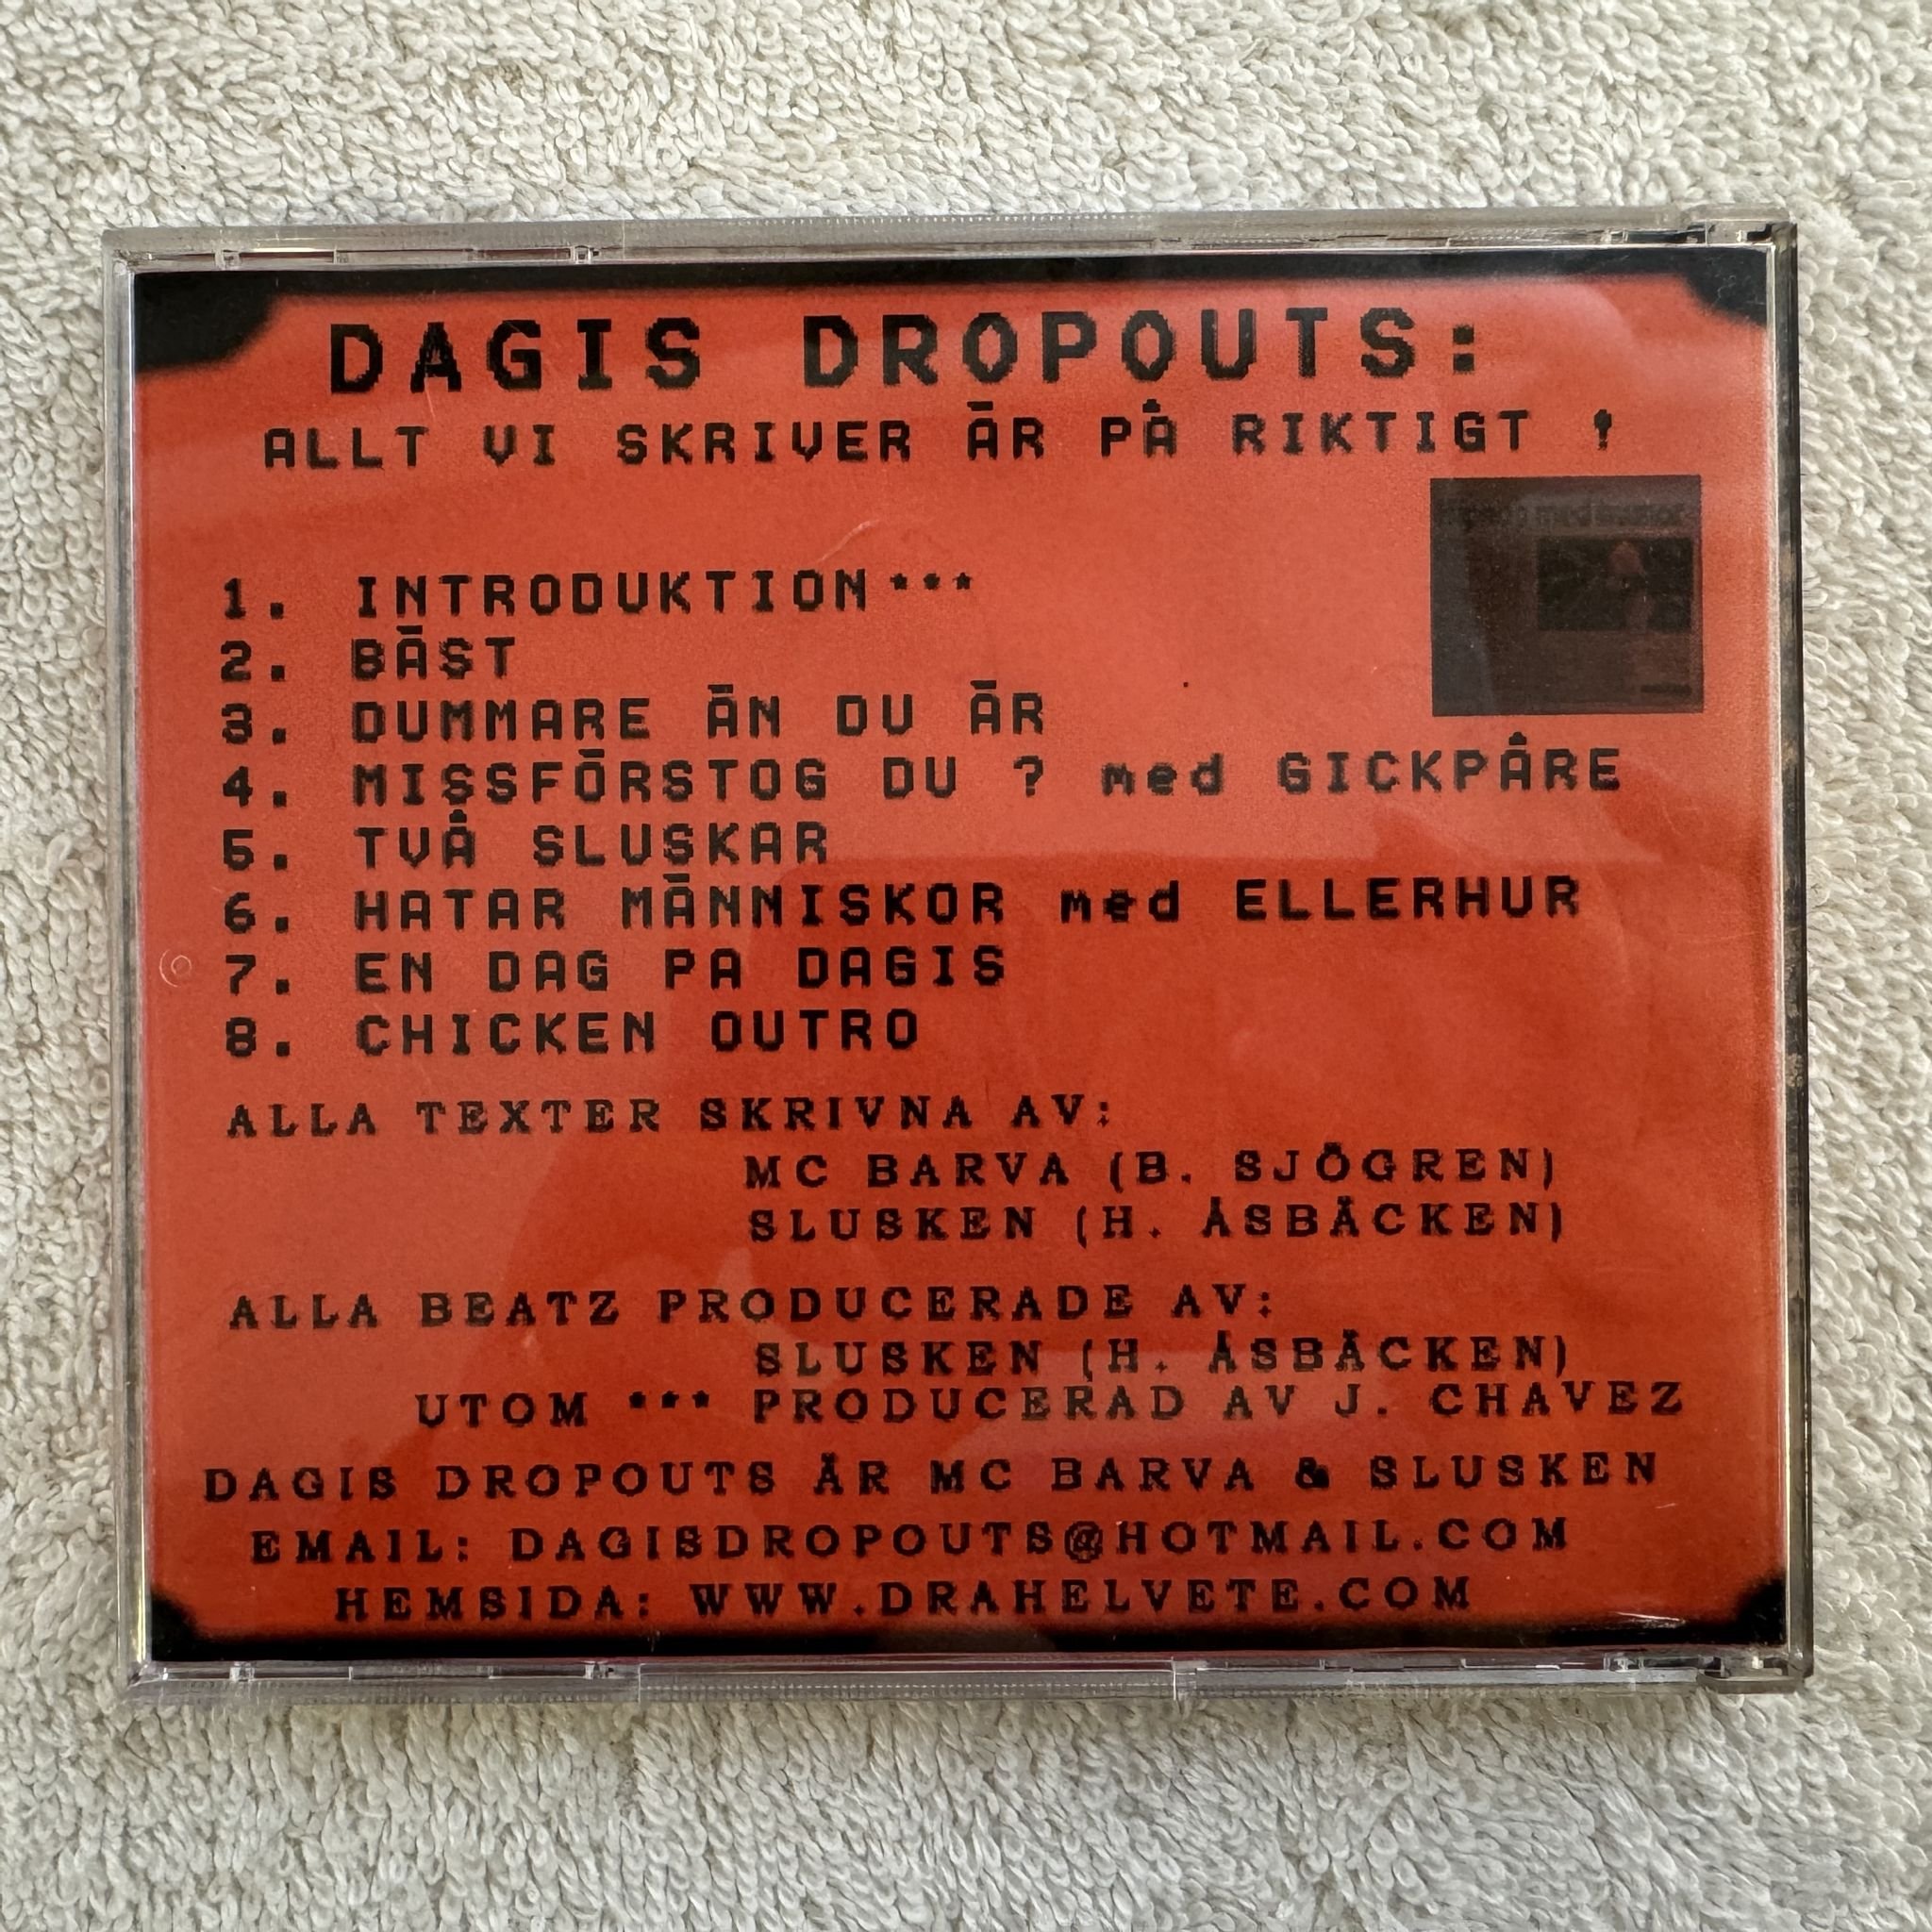 DAGIS DROPOUTS:
ALLT VI SKRIVER ÄR PÅ RIKTIGT !
1. INTRODUKTION***
2. BÄST
3. DUMMARE ÄN DU ÄR
4. MISSFÖRSTOG DU ? med GICKPÅRE
5. TVÅ SLUSKAR
6. HATAR MÄNNISKOR med ELLERHUR
7. EN DAG PA DAGIS
8. CHICKEN OUTRO
ALLA TEXTER SKRIVNA AV:
MC BARVA (B. SJÖGREN)
SLUSKEN (H. ÅSBÄCKEN)
ALLA BEATZ PRODUCERADE AV:
SLUSKEN (H. ÅSBÄCKEN)
UTOM *** PRODUCERAD AV J. CHAVEZ
DAGIS DROPOUTS ÄR MC BARVA & SLUSKEN
EMAIL: DAGISDROPOUTS@HOTMAIL.COM
HEMSIDA: WWW.DRAHELVETE.COM